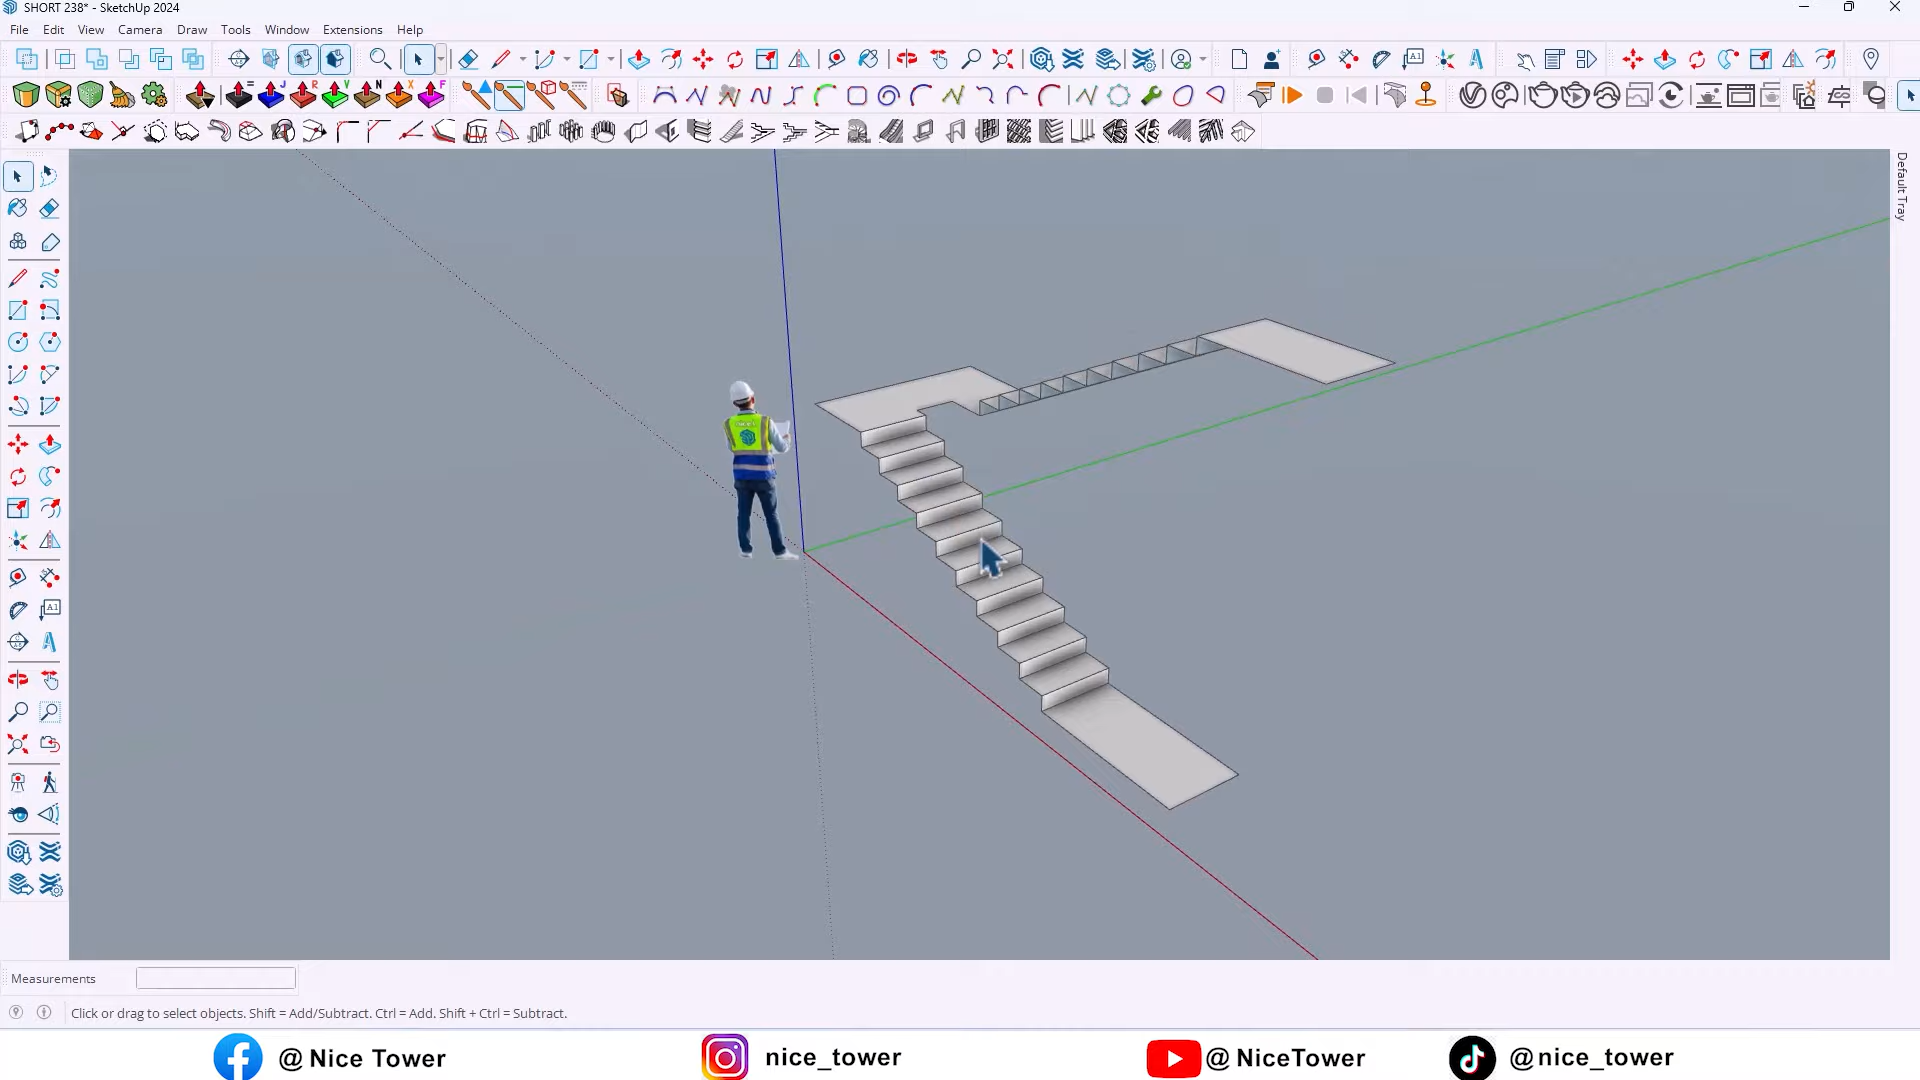 SHORT 238* - SketchUp 2024
File Edit View Camera Draw Tools Window Extensions Help
Default Tray
Measurements
Click or drag to select objects. Shift = Add/Subtract. Ctrl = Add. Shift + Ctrl = Subtract.
@ Nice Tower
nice_tower
@ NiceTower
@nice_tower